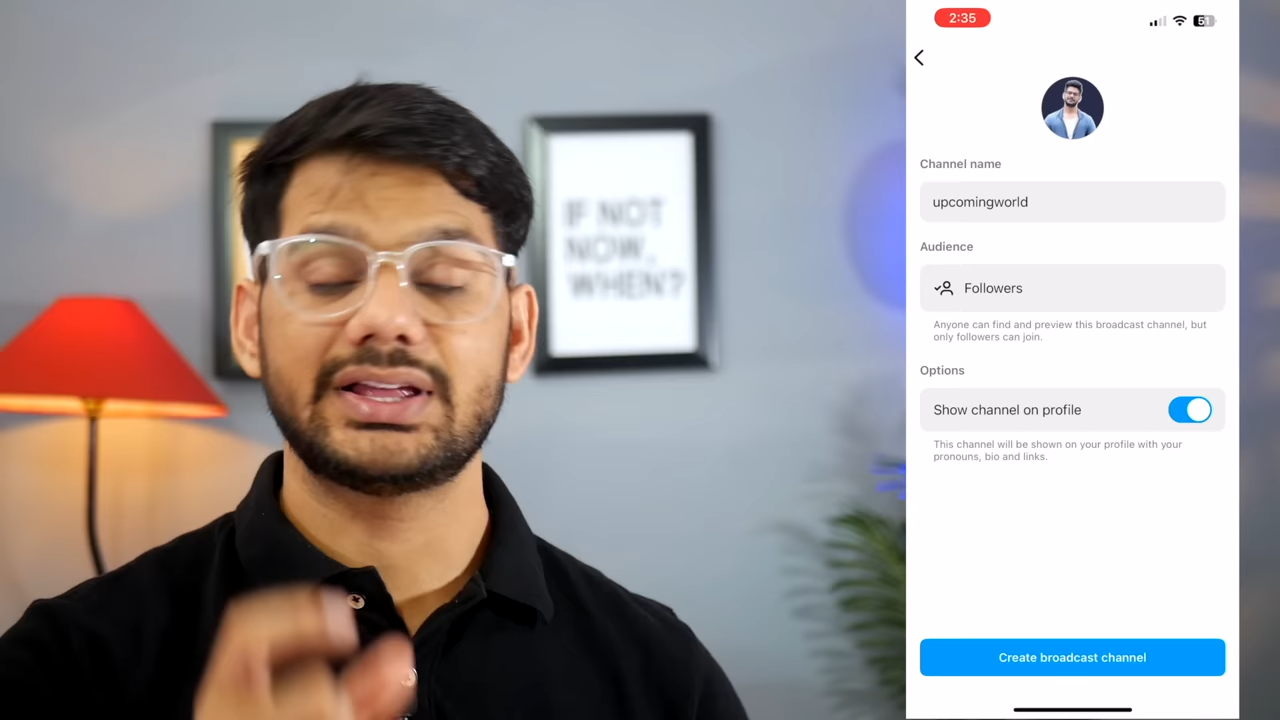 IF NOT
NOW,
WHEN?
2:35
51
Channel name
upcomingworld
Audience
Followers
Anyone can find and preview this broadcast channel, but
only followers can join.
Options
Show channel on profile
This channel will be shown on your profile with your
pronouns, bio and links.
Create broadcast channel